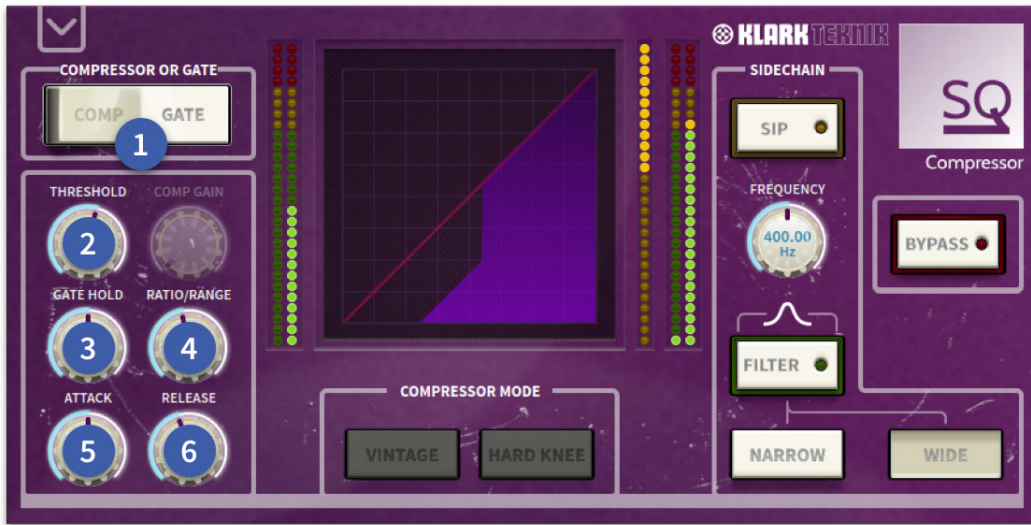 KLARK TEKNIK
COMPRESSOR OR GATE
COMP
GATE
1
THRESHOLD
COMP GAIN
2
GATE HOLD
RATIO/RANGE
3
4
ATTACK
RELEASE
5
6
COMPRESSOR MODE
VINTAGE
HARD KNEE
SIDECHAIN
SIP
FREQUENCY
400.00
Hz
FILTER
NARROW
WIDE
SQ
Compressor
BYPASS